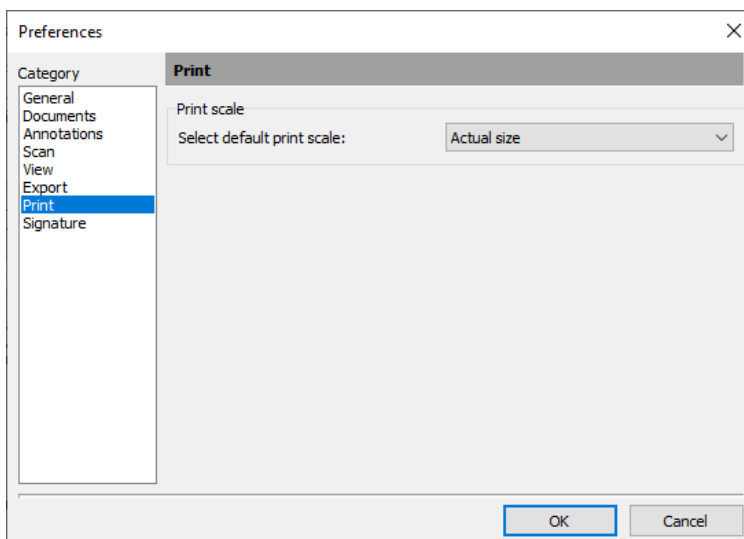 Preferences
Category
General
Documents
Annotations
Scan
View
Export
Print
Signature
Print
Print scale
Select default print scale: Actual size
OK Cancel